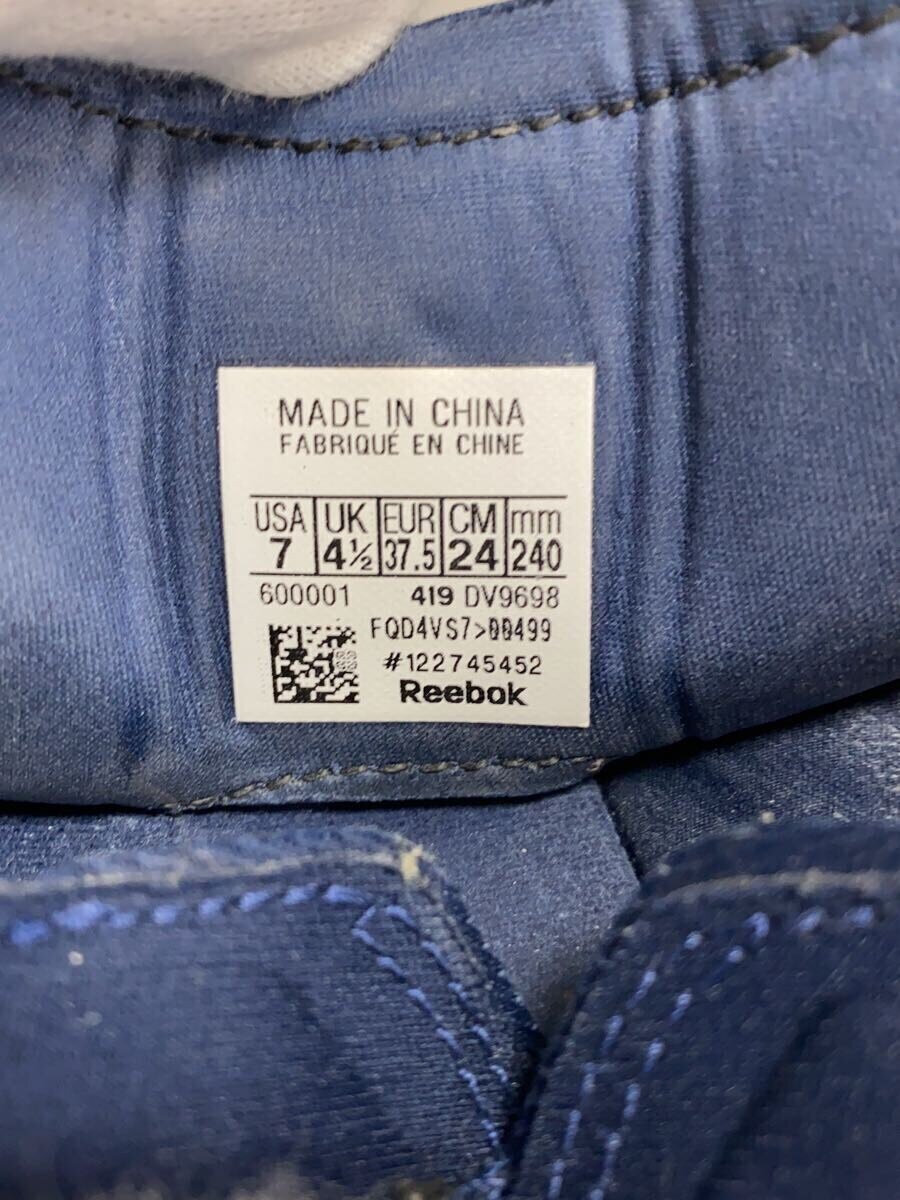 MADE IN CHINA
FABRIQUÉ EN CHINE
USA UK EUR CM mm
7 4½ 37.5 24 240
600001 419 DV9698
FQD4VS7>00499
#122745452
Reebok